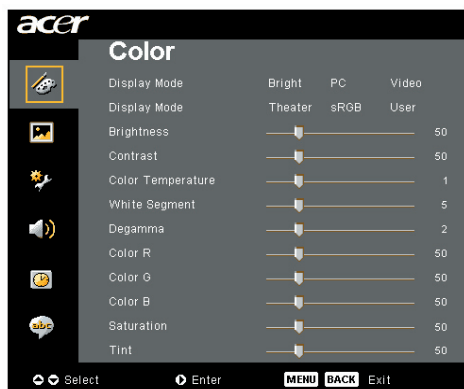 acer
Color
Display Mode Bright PC Video
Display Mode Theater sRGB User
Brightness 50
Contrast 50
Color Temperature 1
White Segment 5
Degamma 2
Color R 50
Color G 50
Color B 50
Saturation 50
Tint 50
abc
Select Enter MENU BACK Exit